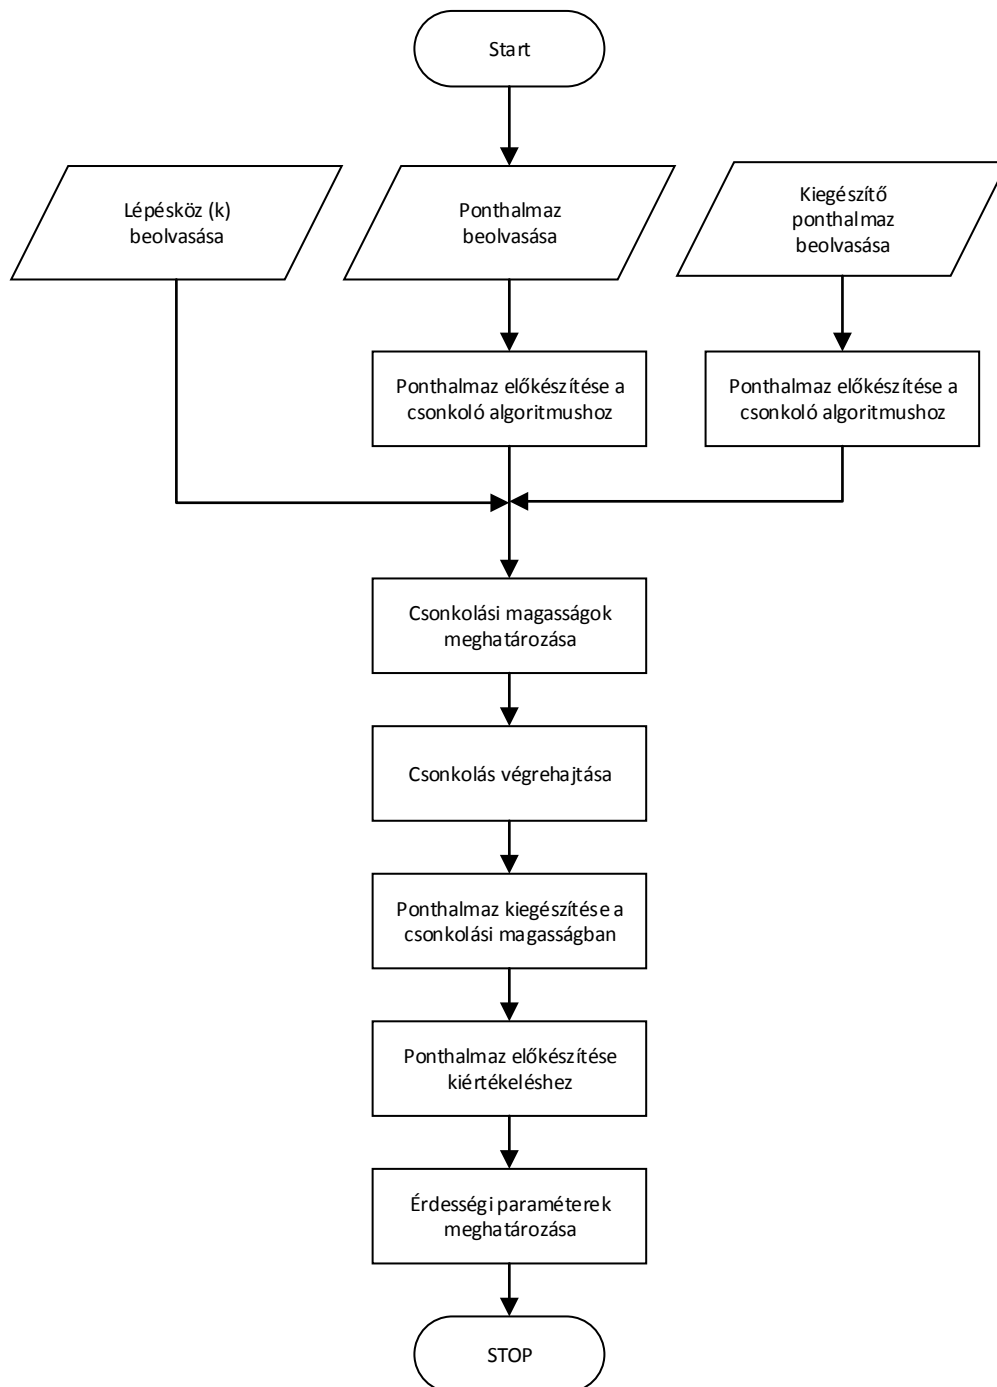 Start
Lépésköz (k)
beolvasása
Ponthalmaz
beolvasása
Kiegészítő
ponthalmaz
beolvasása
Ponthalmaz előkészítése a
csonkoló algoritmushoz
Ponthalmaz előkészítése a
csonkoló algoritmushoz
Csonkolási magasságok
meghatározása
Csonkolás végrehajtása
Ponthalmaz kiegészítése a
csonkolási magasságban
Ponthalmaz előkészítése
kiértékeléshez
Érdességi paraméterek
meghatározása
STOP